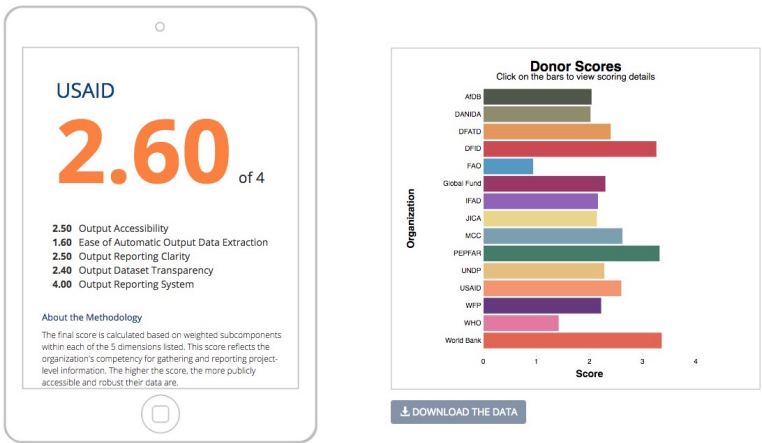 USAID
2.60 of 4
2.50 Output Accessibility
1.60 Ease of Automatic Output Data Extraction
2.50 Output Reporting Clarity
2.40 Output Dataset Transparency
4.00 Output Reporting System
About the Methodology
The final score is calculated based on weighted subcomponents
within each of the 5 dimensions listed. This score reflects the
organization's competency for gathering and reporting project-
level information. The higher the score, the more publicly
accessible and robust their data are.
Donor Scores
Click on the bars to view scoring details
Organization
AfDB
DANIDA
DFATD
DFID
FAO
Global Fund
IFAD
JICA
MCC
PEPFAR
UNDP
USAID
WFP
WHO
World Bank
0 1 2 3 4
Score
DOWNLOAD THE DATA